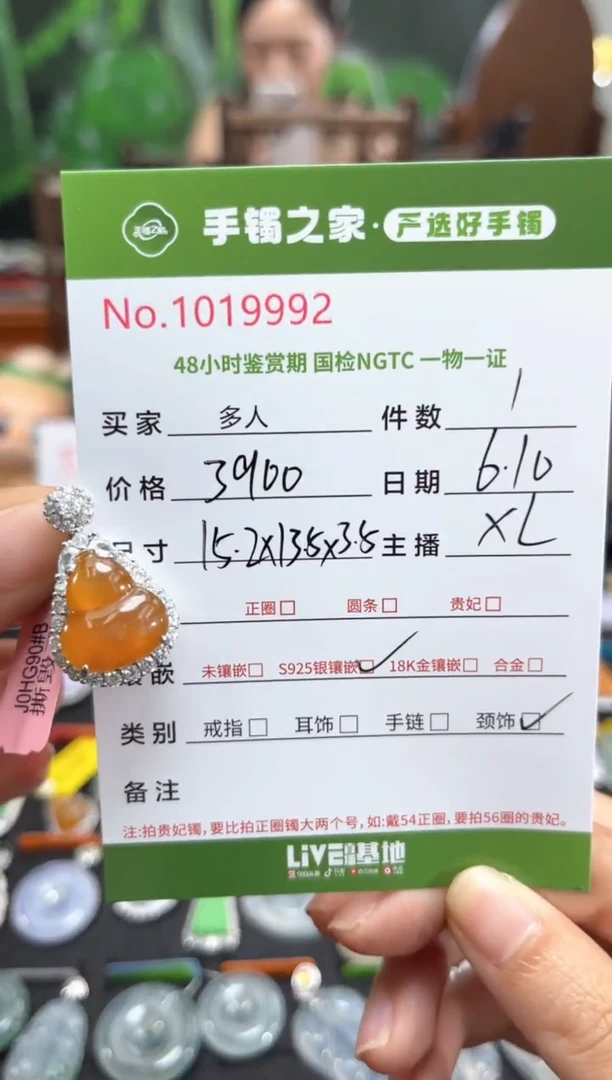 手镯之家·严选好手镯
No.1019992
48小时鉴赏期 国检NGTC 一物一证
买家 多人 件数 1
价格 3900 日期 6.10
寸 15.2x13.8x3.8 主播 XL
正圈□ 圆条□ 贵妃□
镶嵌 未镶嵌□ S925银镶嵌☑ 18K金镶嵌□ 合金□
类别 戒指□ 耳饰□ 手链□ 颈饰☑
备注
注:拍贵妃镯,要比拍正圈镯大两个号,如:戴54正圈,要拍56圈的贵妃。
LIVE 基地
J0HG90#B
撕毁